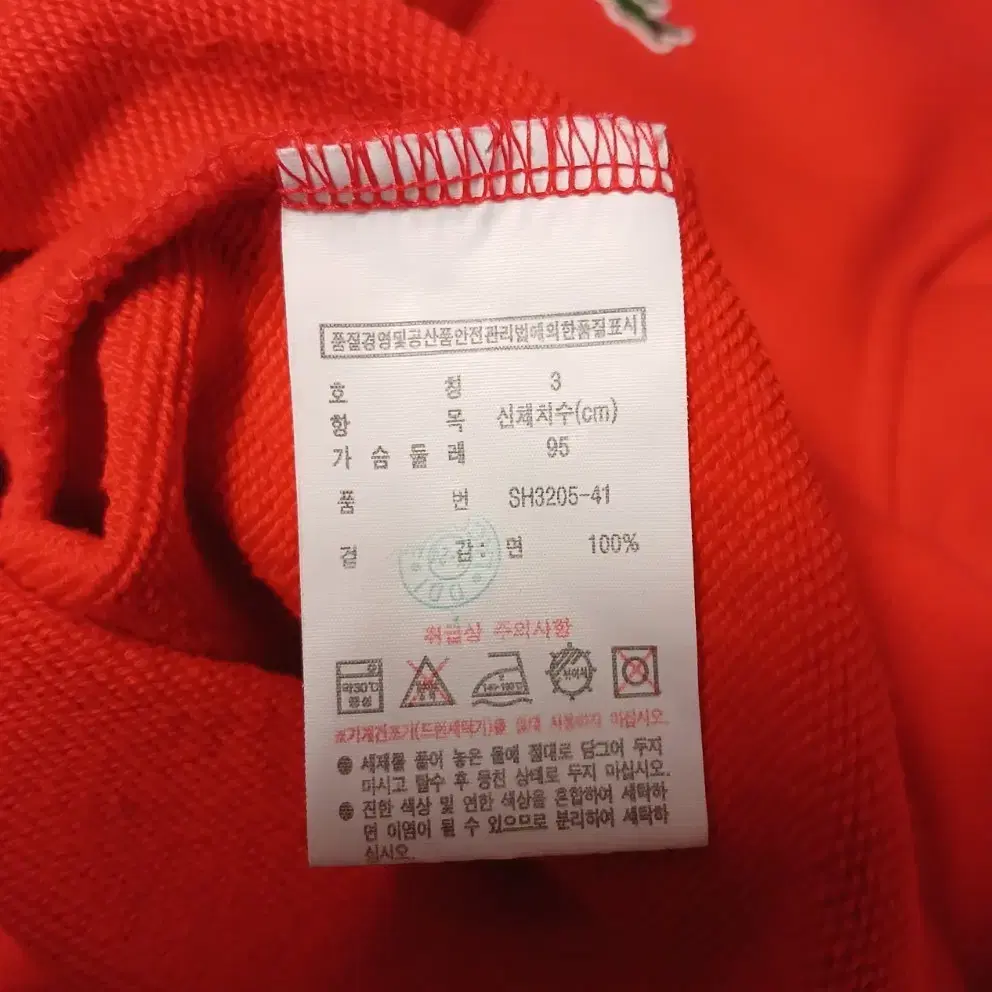 품질경영및공산품안전관리법에의한품질표시
호 칭 3
항 목 신체치수(cm)
가 슴 둘 레 95
품 번 SH3205-41
겉 감: 면 100%
취급상 주의사항
약30℃
중성
140-160℃
드라이
※기계건조기(드럼세탁기)를 절대 사용하지 마십시오.
세제를 풀어 놓은 물에 절대로 담그어 두지
마시고 탈수 후 뭉친 상태로 두지 마십시오.
진한 색상 및 연한 색상을 혼합하여 세탁하
면 이염이 될 수 있으므로 분리하여 세탁하
십시오.